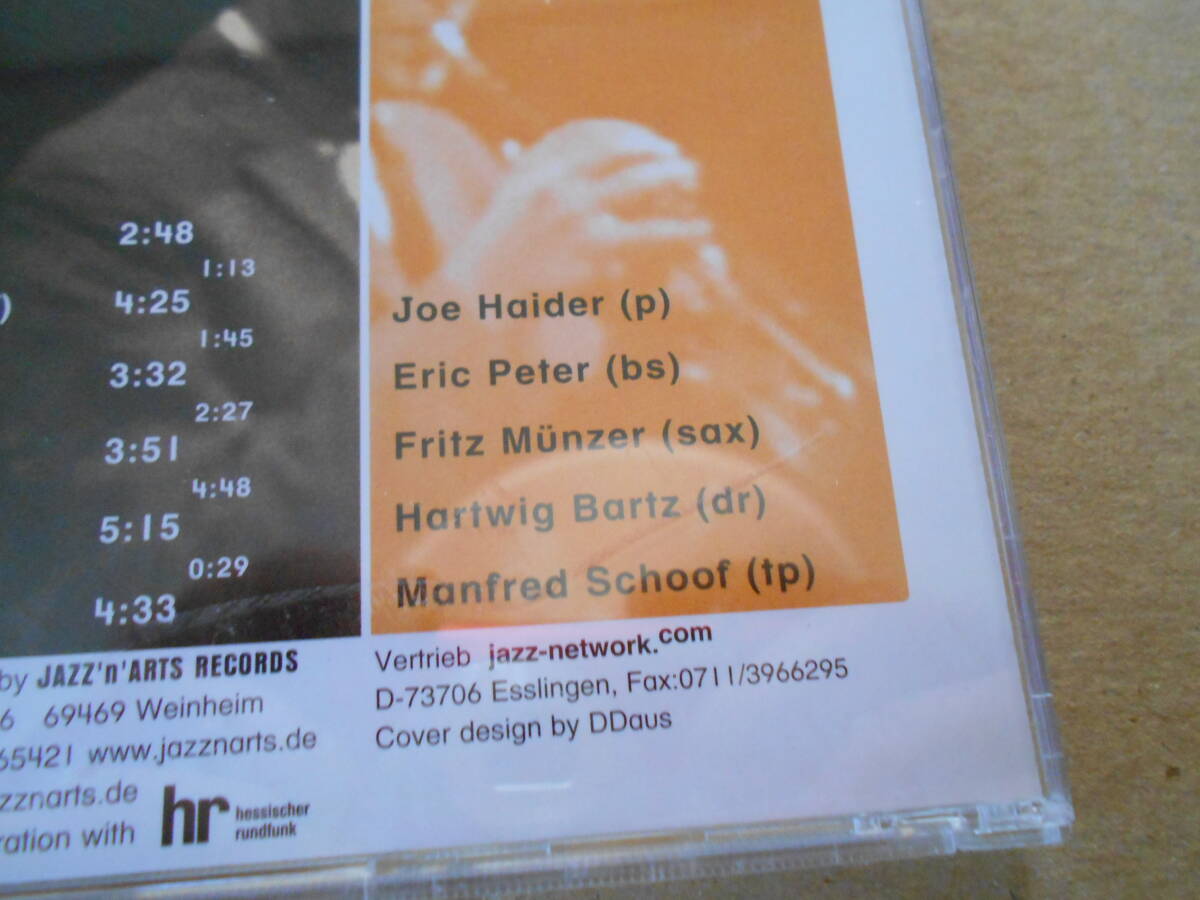 2:48
1:13
) 4:25
1:45
3:32
2:27
3:51
4:48
5:15
0:29
4:33
Joe Haider (p)
Eric Peter (bs)
Fritz Münzer (sax)
Hartwig Bartz (dr)
Manfred Schoof (tp)
by JAZZ'n'ARTS RECORDS
6 69469 Weinheim
65421 www.jazznarts.de
zznarts.de
ration with hr hessischer
rundfunk
Vertrieb jazz-network.com
D-73706 Esslingen, Fax:0711/3966295
Cover design by DDaus